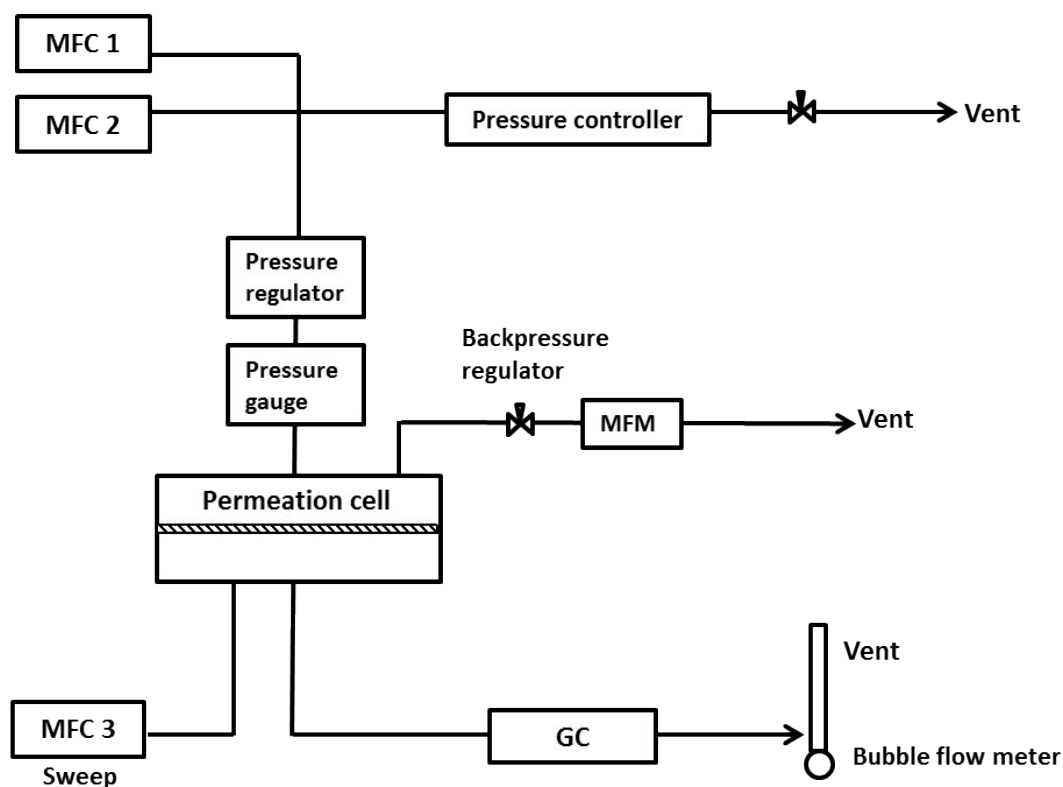 MFC 1
MFC 2
Pressure controller
Vent
Pressure
regulator
Pressure
gauge
Backpressure
regulator
MFM
Vent
Permeation cell
MFC 3
Sweep
GC
Vent
Bubble flow meter